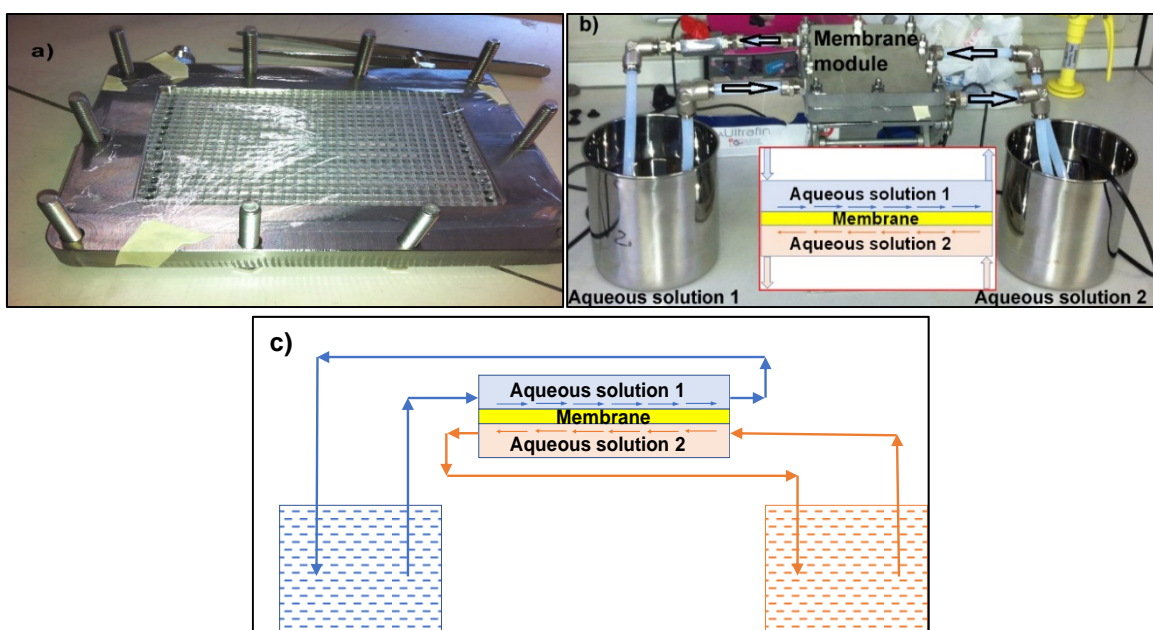 a)
b)
Membrane
module
Ultrafin
Aqueous solution 1
Membrane
Aqueous solution 2
Aqueous solution 1
Aqueous solution 2
c)
Aqueous solution 1
Membrane
Aqueous solution 2